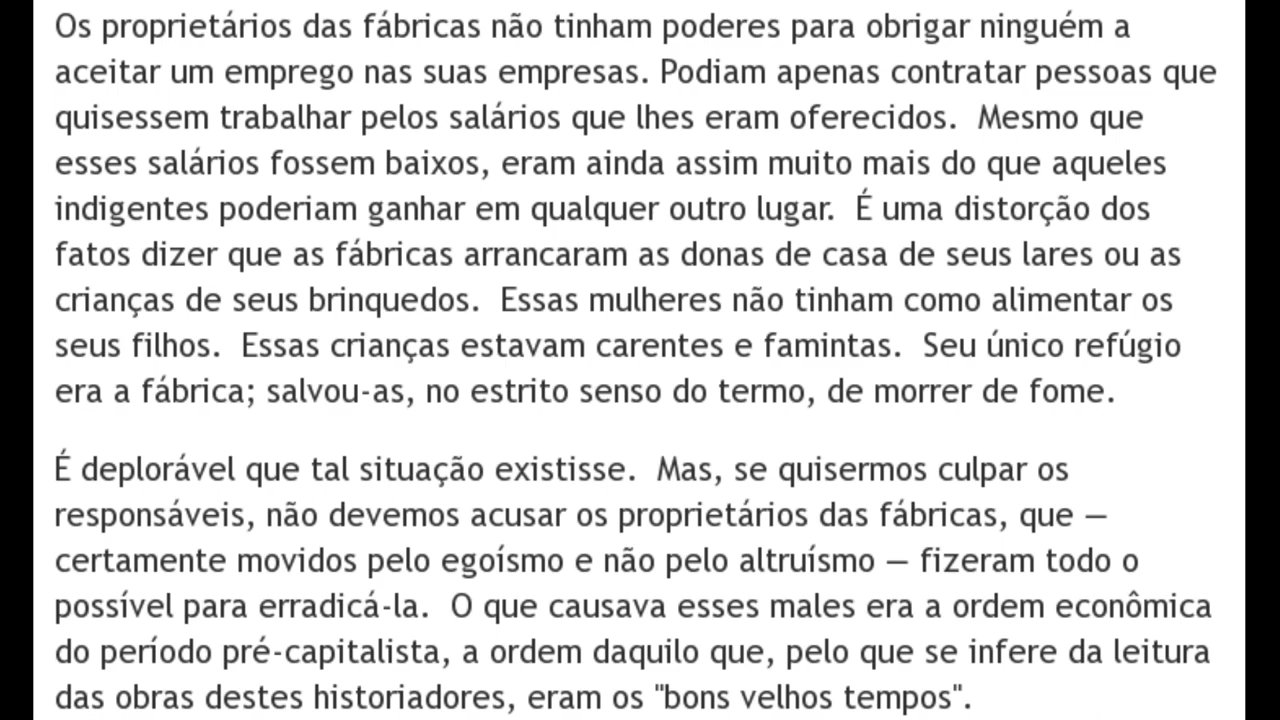 Os proprietários das fábricas não tinham poderes para obrigar ninguém a
aceitar um emprego nas suas empresas. Podiam apenas contratar pessoas que
quisessem trabalhar pelos salários que lhes eram oferecidos.  Mesmo que
esses salários fossem baixos, eram ainda assim muito mais do que aqueles
indigentes poderiam ganhar em qualquer outro lugar.  É uma distorção dos
fatos dizer que as fábricas arrancaram as donas de casa de seus lares ou as
crianças de seus brinquedos.  Essas mulheres não tinham como alimentar os
seus filhos.  Essas crianças estavam carentes e famintas.  Seu único refúgio
era a fábrica; salvou-as, no estrito senso do termo, de morrer de fome.
É deplorável que tal situação existisse.  Mas, se quisermos culpar os
responsáveis, não devemos acusar os proprietários das fábricas, que —
certamente movidos pelo egoísmo e não pelo altruísmo — fizeram todo o
possível para erradicá-la.  O que causava esses males era a ordem econômica
do período pré-capitalista, a ordem daquilo que, pelo que se infere da leitura
das obras destes historiadores, eram os "bons velhos tempos".